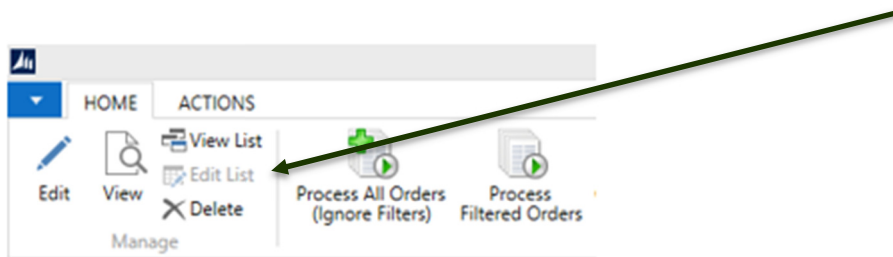 HOME ACTIONS
Edit
View
View List
Edit List
Delete
Manage
Process All Orders
(Ignore Filters)
Process
Filtered Orders